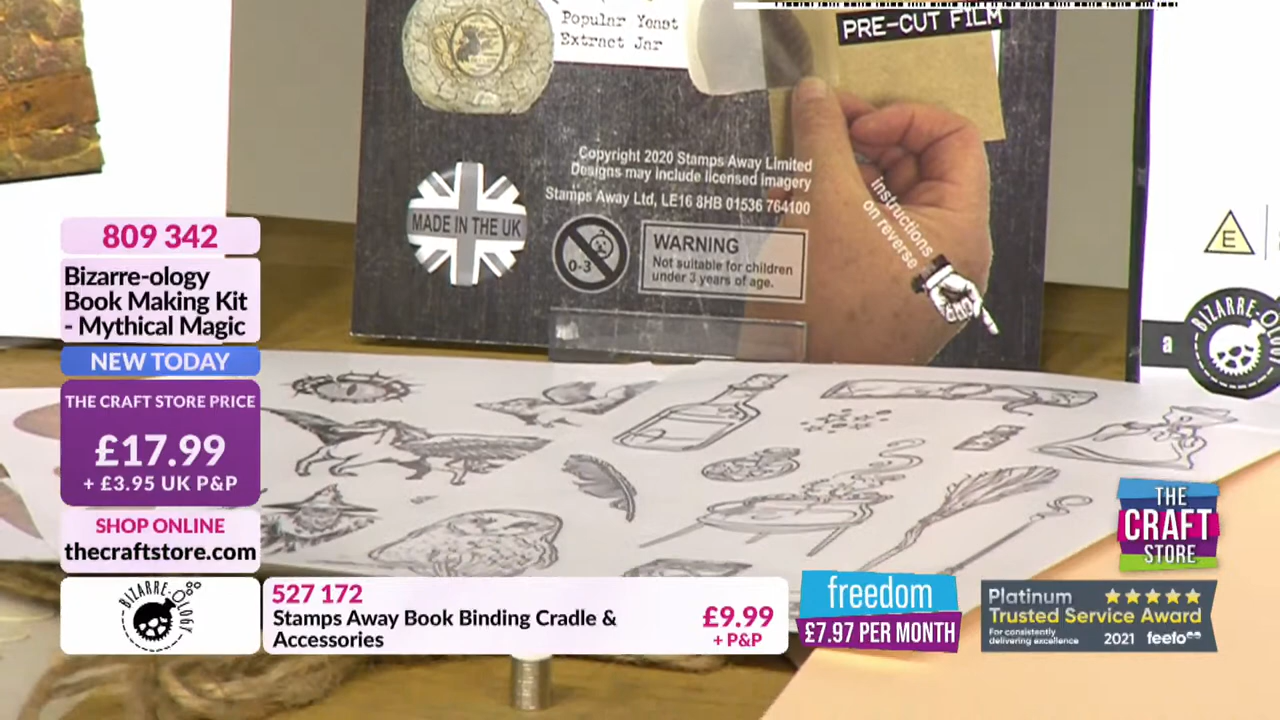 Popular Yeast
Extract Jar
PRE-CUT FILM
Copyright 2020 Stamps Away Limited
Designs may include licensed imagery
Stamps Away Ltd, LE16 8HB 01536 764100
MADE IN THE UK
0-3
WARNING
Not suitable for children
under 3 years of age.
instructions
on reverse
E
a
BIZARRE-OLOGY
809 342
Bizarre-ology
Book Making Kit
- Mythical Magic
NEW TODAY
THE CRAFT STORE PRICE
£17.99
+ £3.95 UK P&P
SHOP ONLINE
thecraftstore.com
BIZARRE-OLOGY
527 172
Stamps Away Book Binding Cradle &
Accessories
£9.99
+ P&P
freedom
£7.97 PER MONTH
THE
CRAFT
STORE
Platinum
Trusted Service Award
For consistently
delivering excellence
2021 feefo